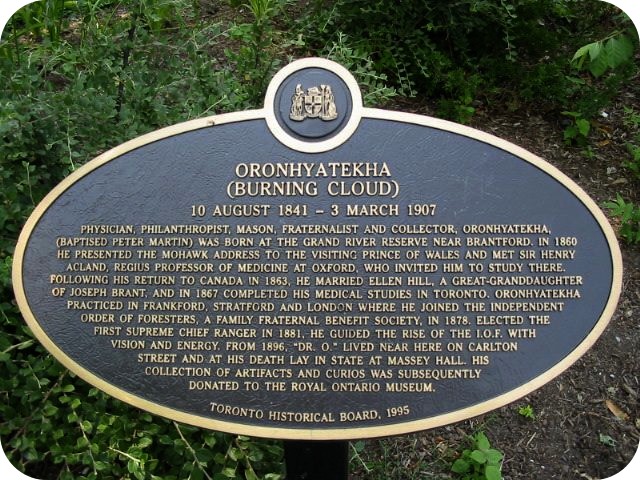 ORONHYATEKHA
(BURNING CLOUD)
10 AUGUST 1841 – 3 MARCH 1907
PHYSICIAN, PHILANTHROPIST, MASON, FRATERNALIST AND COLLECTOR, ORONHYATEKHA,
(BAPTISED PETER MARTIN) WAS BORN AT THE GRAND RIVER RESERVE NEAR BRANTFORD. IN 1860
HE PRESENTED THE MOHAWK ADDRESS TO THE VISITING PRINCE OF WALES AND MET SIR HENRY
ACLAND, REGIUS PROFESSOR OF MEDICINE AT OXFORD, WHO INVITED HIM TO STUDY THERE.
FOLLOWING HIS RETURN TO CANADA IN 1863, HE MARRIED ELLEN HILL, A GREAT-GRANDDAUGHTER
OF JOSEPH BRANT, AND IN 1867 COMPLETED HIS MEDICAL STUDIES IN TORONTO. ORONHYATEKHA
PRACTICED IN FRANKFORD, STRATFORD AND LONDON WHERE HE JOINED THE INDEPENDENT
ORDER OF FORESTERS, A FAMILY FRATERNAL BENEFIT SOCIETY, IN 1878. ELECTED THE
FIRST SUPREME CHIEF RANGER IN 1881, HE GUIDED THE RISE OF THE I.O.F. WITH
VISION AND ENERGY. FROM 1896, "DR. O." LIVED NEAR HERE ON CARLTON
STREET AND AT HIS DEATH LAY IN STATE AT MASSEY HALL. HIS
COLLECTION OF ARTIFACTS AND CURIOS WAS SUBSEQUENTLY
DONATED TO THE ROYAL ONTARIO MUSEUM.
TORONTO HISTORICAL BOARD, 1995